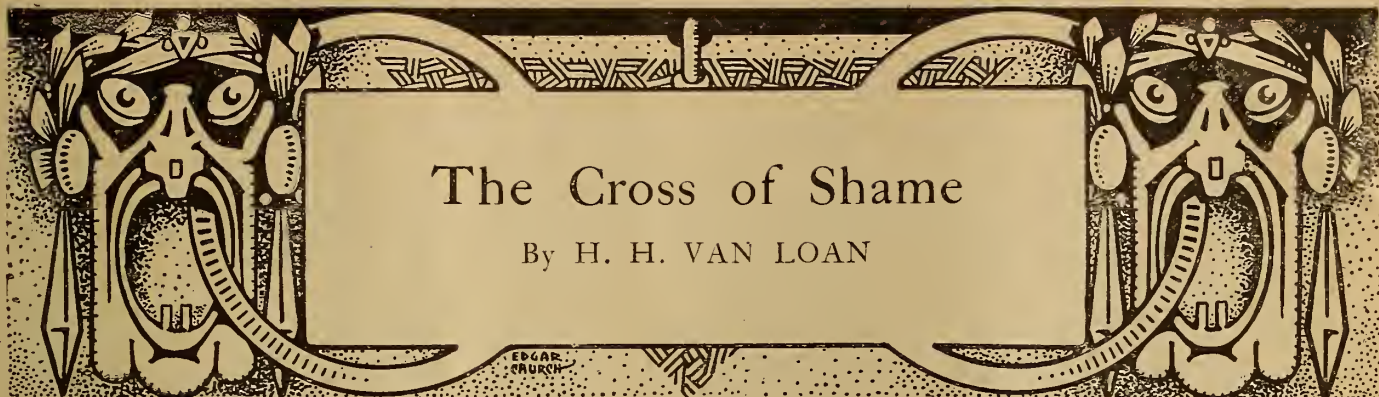 The Cross of Shame
By H. H. VAN LOAN
EDGAR
CHURCH